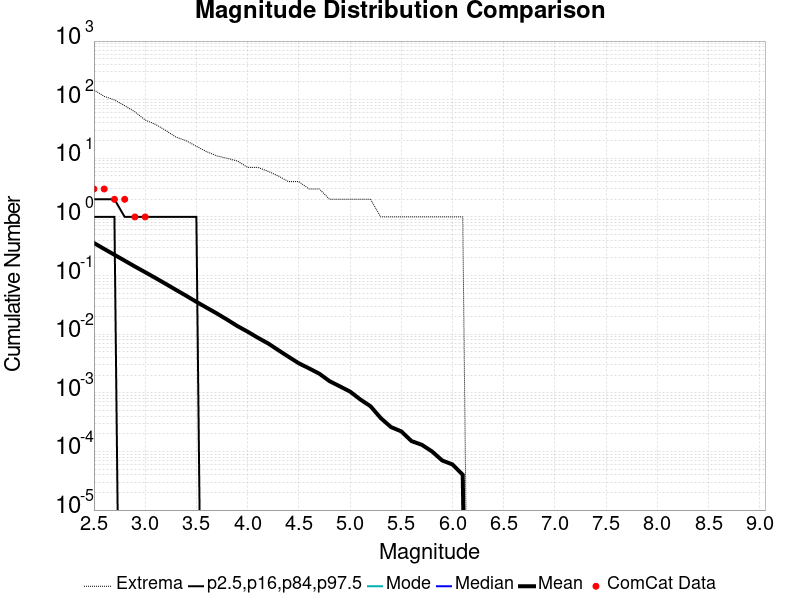 Magnitude Distribution Comparison
10^3
10^2
10^1
10^0
10^-1
10^-2
10^-3
10^-4
10^-5
Cumulative Number
2.5 3.0 3.5 4.0 4.5 5.0 5.5 6.0 6.5 7.0 7.5 8.0 8.5 9.0
Magnitude
Extrema p2.5,p16,p84,p97.5 Mode Median Mean ComCat Data